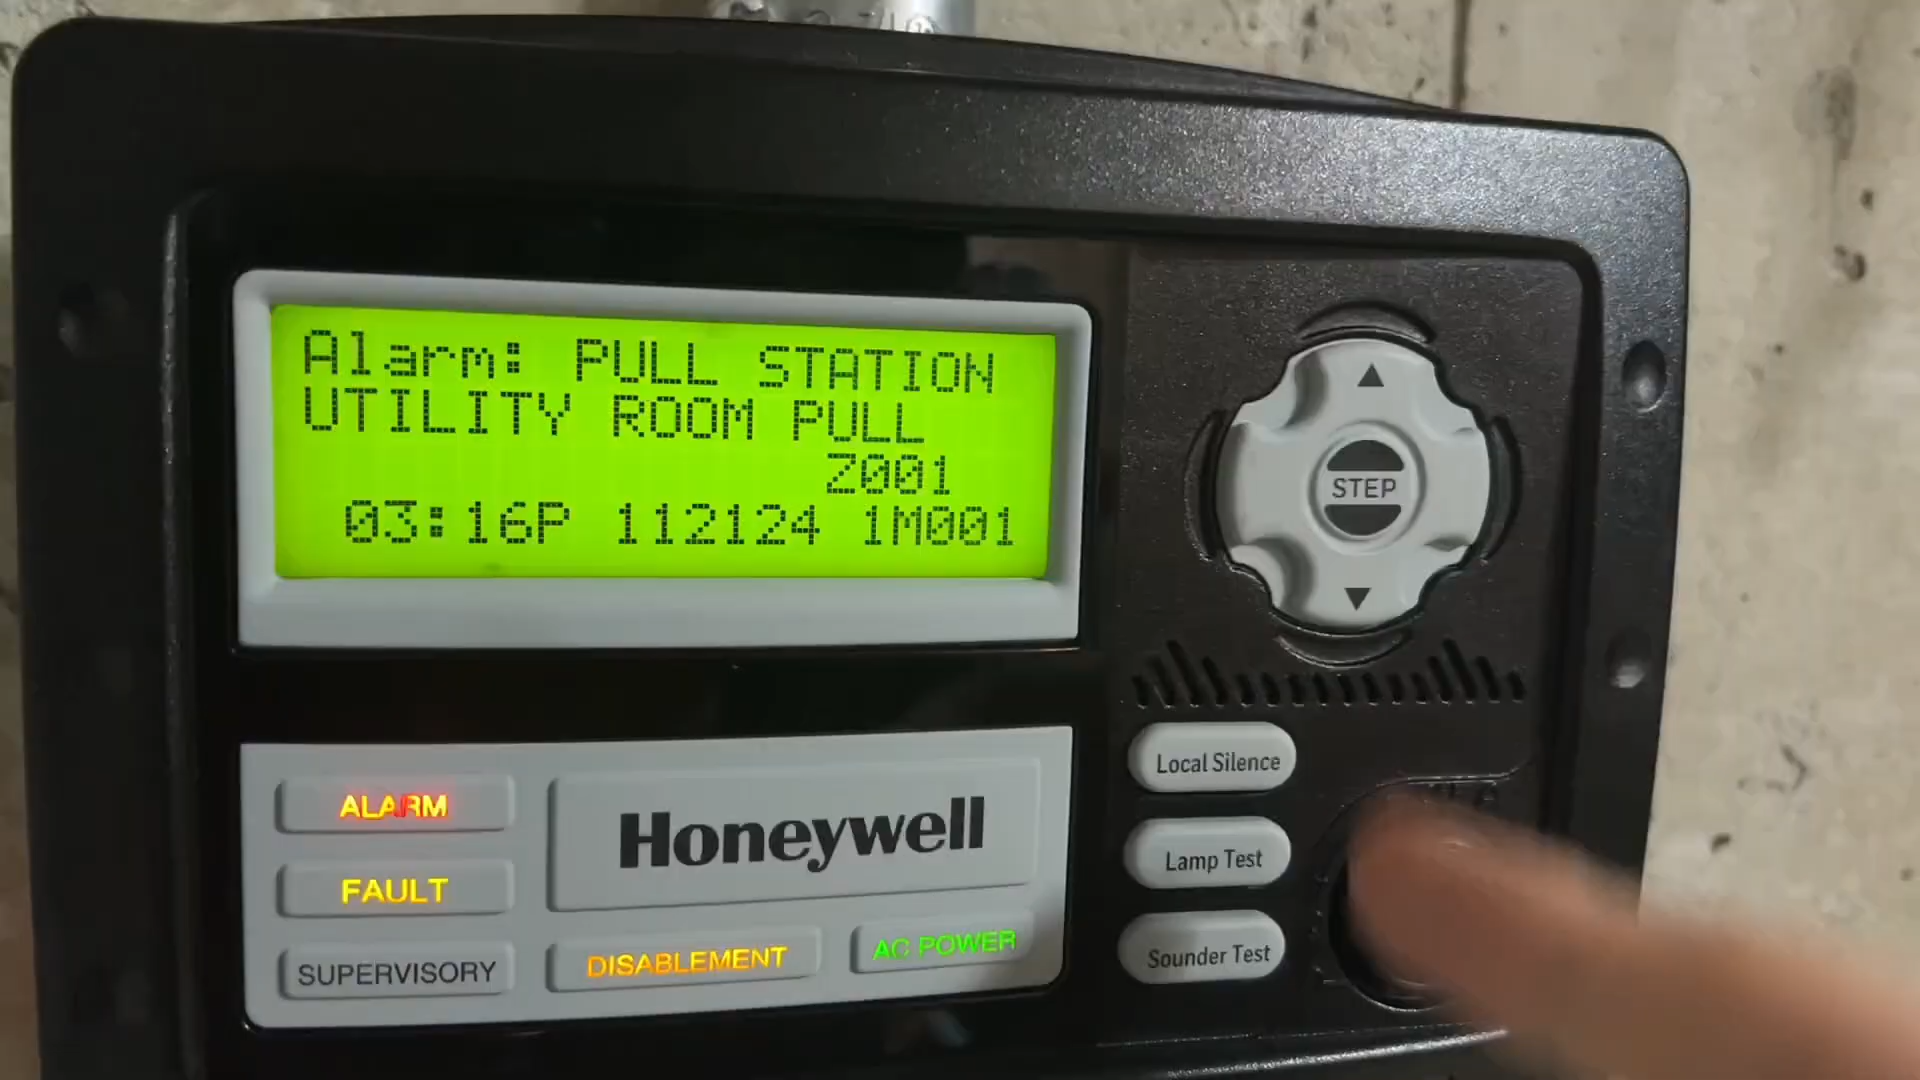 Alarm: PULL STATION
UTILITY ROOM PULL
Z001
03:16P 112124 1M001
STEP
Local Silence
Lamp Test
Sounder Test
ALARM
FAULT
SUPERVISORY
Honeywell
DISABLEMENT
AC POWER